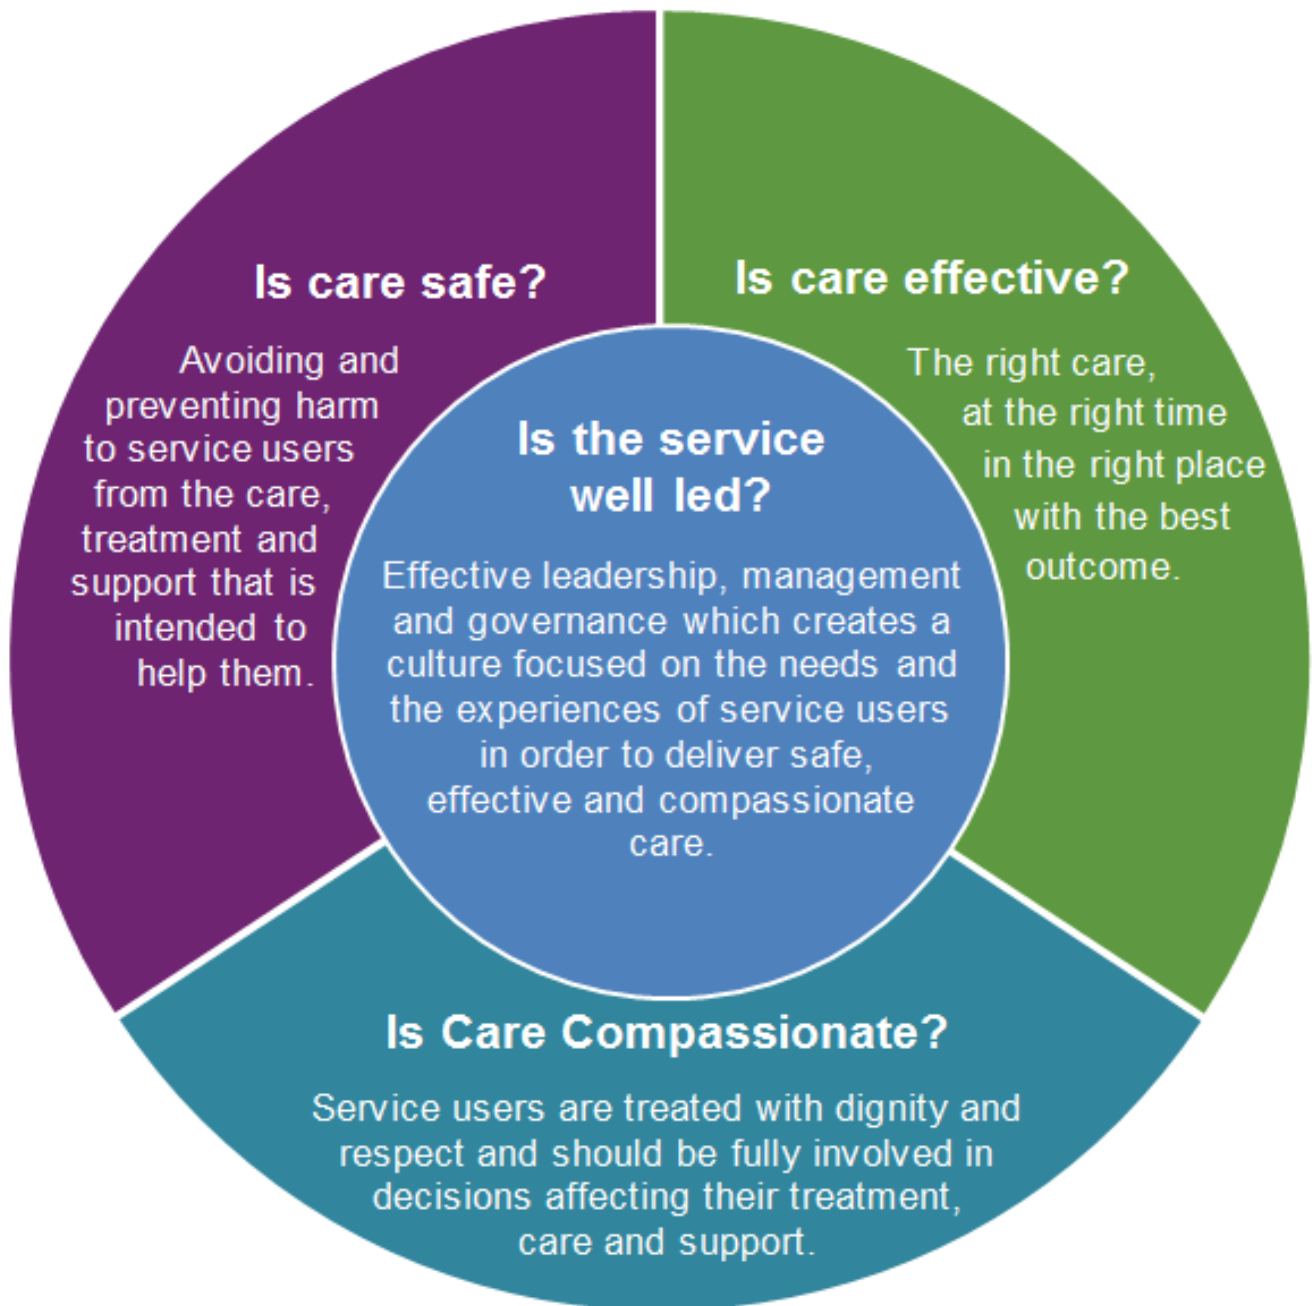 Is care safe?
Avoiding and
preventing harm
to service users
from the care,
treatment and
support that is
intended to
help them.
Is care effective?
The right care,
at the right time
in the right place
with the best
outcome.
Is the service
well led?
Effective leadership, management
and governance which creates a
culture focused on the needs and
the experiences of service users
in order to deliver safe,
effective and compassionate
care.
Is Care Compassionate?
Service users are treated with dignity and
respect and should be fully involved in
decisions affecting their treatment,
care and support.